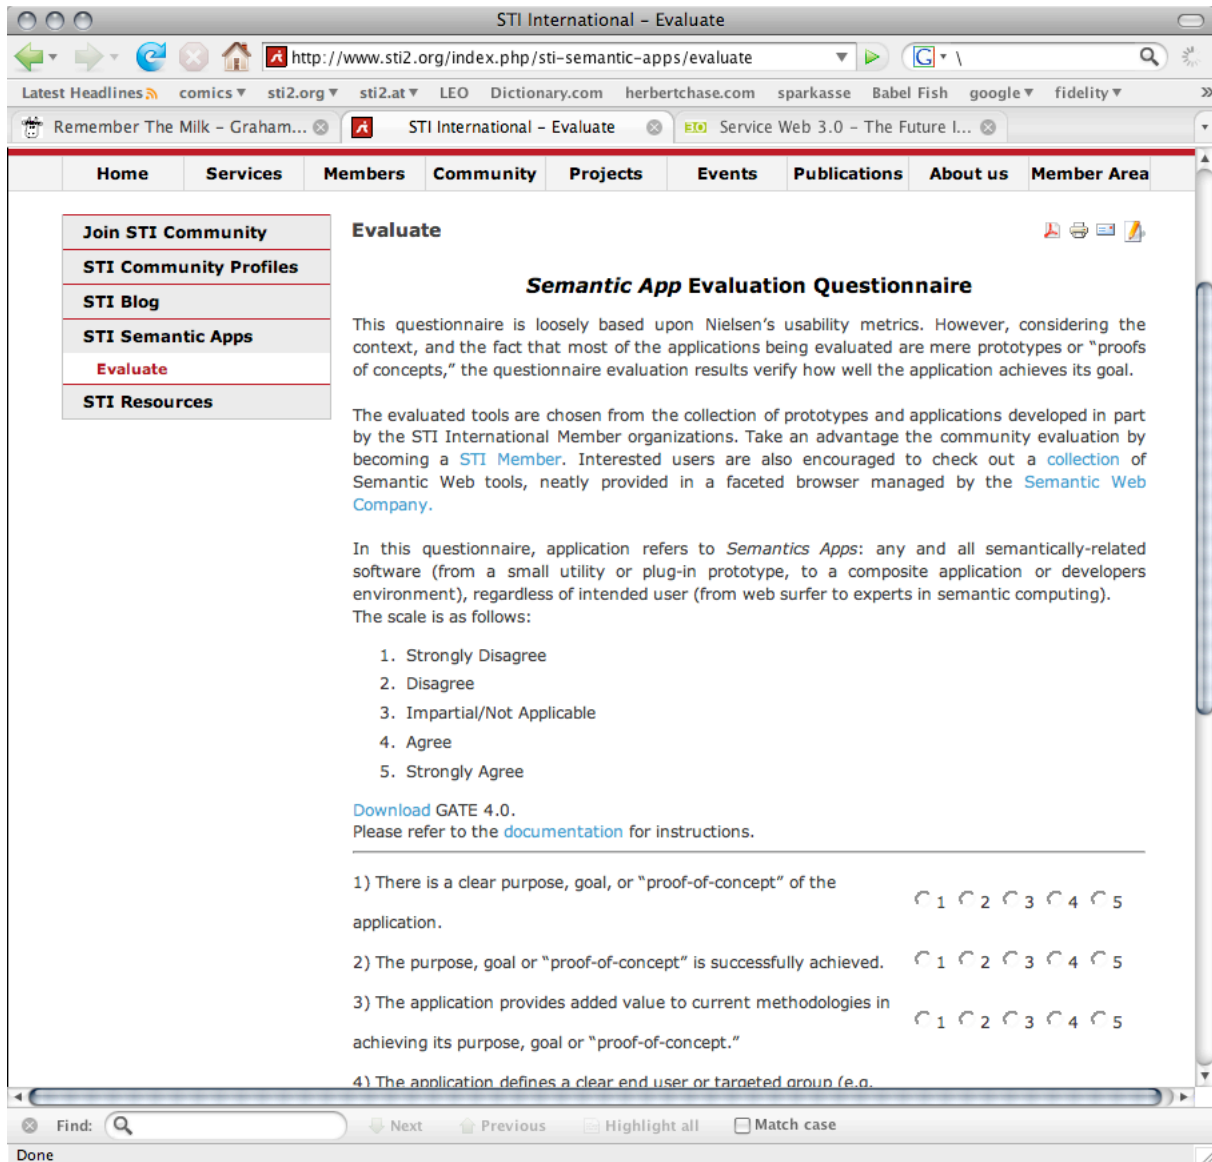 STI International – Evaluate
http://www.sti2.org/index.php/sti-semantic-apps/evaluate
G
\
Latest Headlines comics sti2.org sti2.at LEO Dictionary.com herbertchase.com sparkasse Babel Fish google fidelity »
Remember The Milk – Graham... STI International – Evaluate Service Web 3.0 – The Future I...
Home Services Members Community Projects Events Publications About us Member Area
Join STI Community
STI Community Profiles
STI Blog
STI Semantic Apps
Evaluate
STI Resources
Evaluate
Semantic App Evaluation Questionnaire
This questionnaire is loosely based upon Nielsen's usability metrics. However, considering the
context, and the fact that most of the applications being evaluated are mere prototypes or "proofs
of concepts," the questionnaire evaluation results verify how well the application achieves its goal.
The evaluated tools are chosen from the collection of prototypes and applications developed in part
by the STI International Member organizations. Take an advantage the community evaluation by
becoming a STI Member. Interested users are also encouraged to check out a collection of
Semantic Web tools, neatly provided in a faceted browser managed by the Semantic Web
Company.
In this questionnaire, application refers to Semantics Apps: any and all semantically-related
software (from a small utility or plug-in prototype, to a composite application or developers
environment), regardless of intended user (from web surfer to experts in semantic computing).
The scale is as follows:
1. Strongly Disagree
2. Disagree
3. Impartial/Not Applicable
4. Agree
5. Strongly Agree
Download GATE 4.0.
Please refer to the documentation for instructions.
1) There is a clear purpose, goal, or "proof-of-concept" of the
application.
1 2 3 4 5
2) The purpose, goal or "proof-of-concept" is successfully achieved. 1 2 3 4 5
3) The application provides added value to current methodologies in
achieving its purpose, goal or "proof-of-concept."
1 2 3 4 5
4) The application defines a clear end user or targeted group (e.g.
Find: Next Previous Highlight all Match case
Done